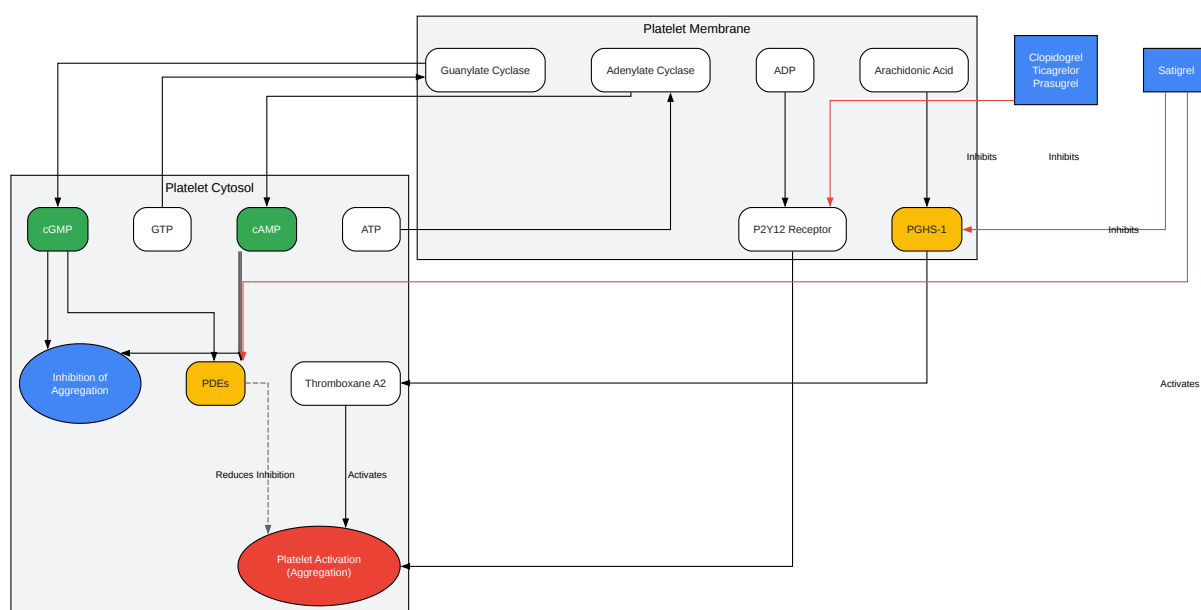 Platelet Membrane
Guanylate Cyclase
Adenylate Cyclase
ADP
Arachidonic Acid
Clopidogrel
Ticagrelor
Prasugrel
Satigrel
Inhibits
Inhibits
Platelet Cytosol
cGMP
GTP
cAMP
ATP
P2Y12 Receptor
PGHS-1
Inhibits
Inhibition of
Aggregation
PDEs
Thromboxane A2
Activates
Reduces Inhibition
Activates
Platelet Activation
(Aggregation)